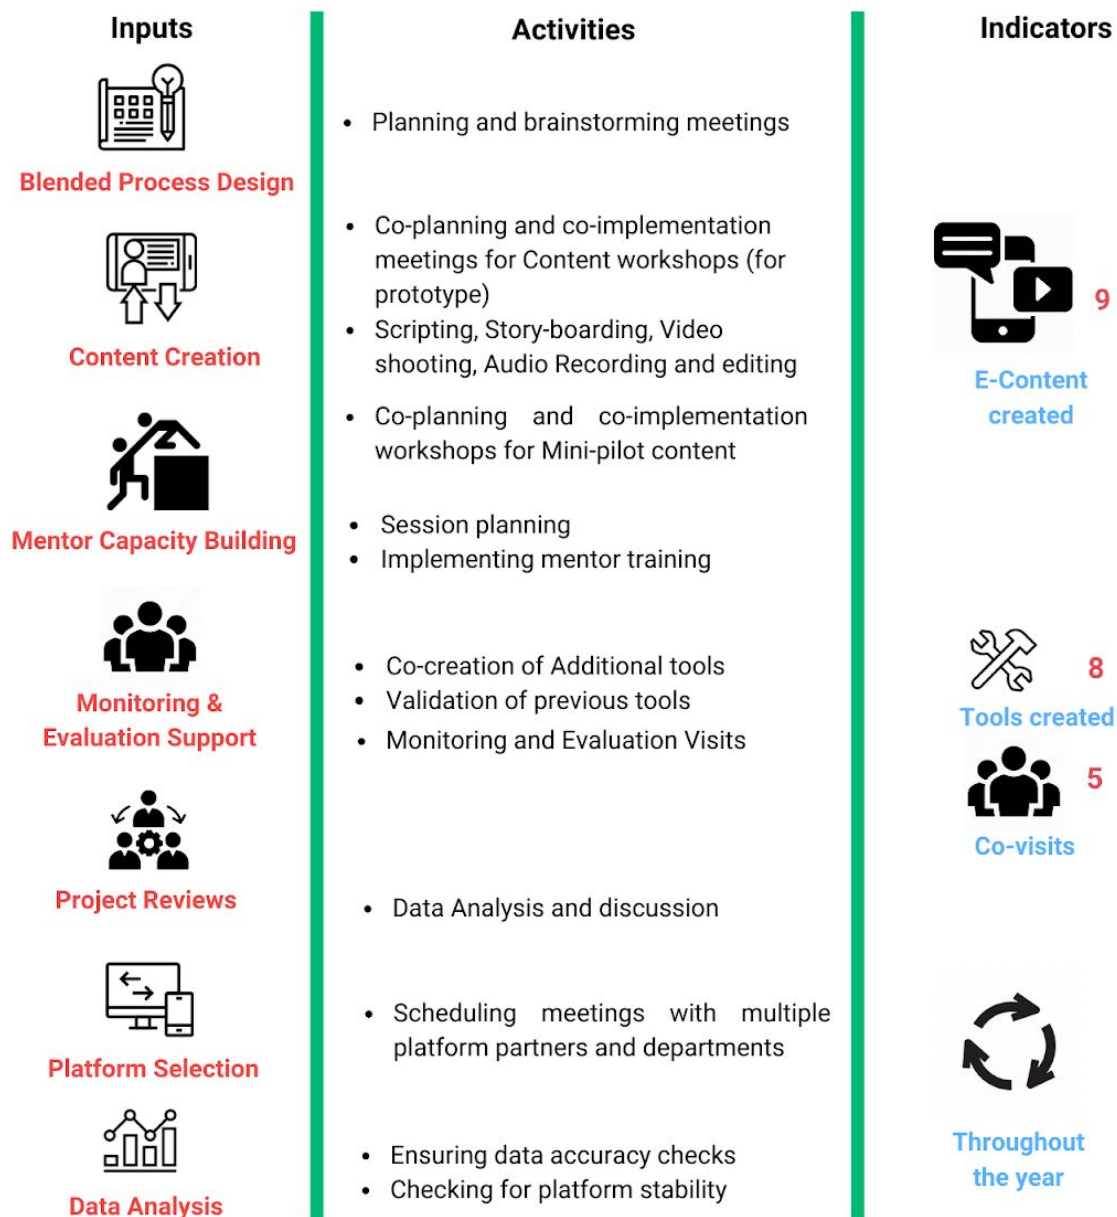 Inputs
Activities
Indicators
Blended Process Design
• Planning and brainstorming meetings
Content Creation
• Co-planning and co-implementation
meetings for Content workshops (for
prototype)
• Scripting, Story-boarding, Video
shooting, Audio Recording and editing
• Co-planning and co-implementation
workshops for Mini-pilot content
9
E-Content
created
Mentor Capacity Building
• Session planning
• Implementing mentor training
Monitoring &
Evaluation Support
• Co-creation of Additional tools
• Validation of previous tools
• Monitoring and Evaluation Visits
8
Tools created
5
Co-visits
Project Reviews
• Data Analysis and discussion
Platform Selection
• Scheduling meetings with multiple
platform partners and departments
Data Analysis
• Ensuring data accuracy checks
• Checking for platform stability
Throughout
the year